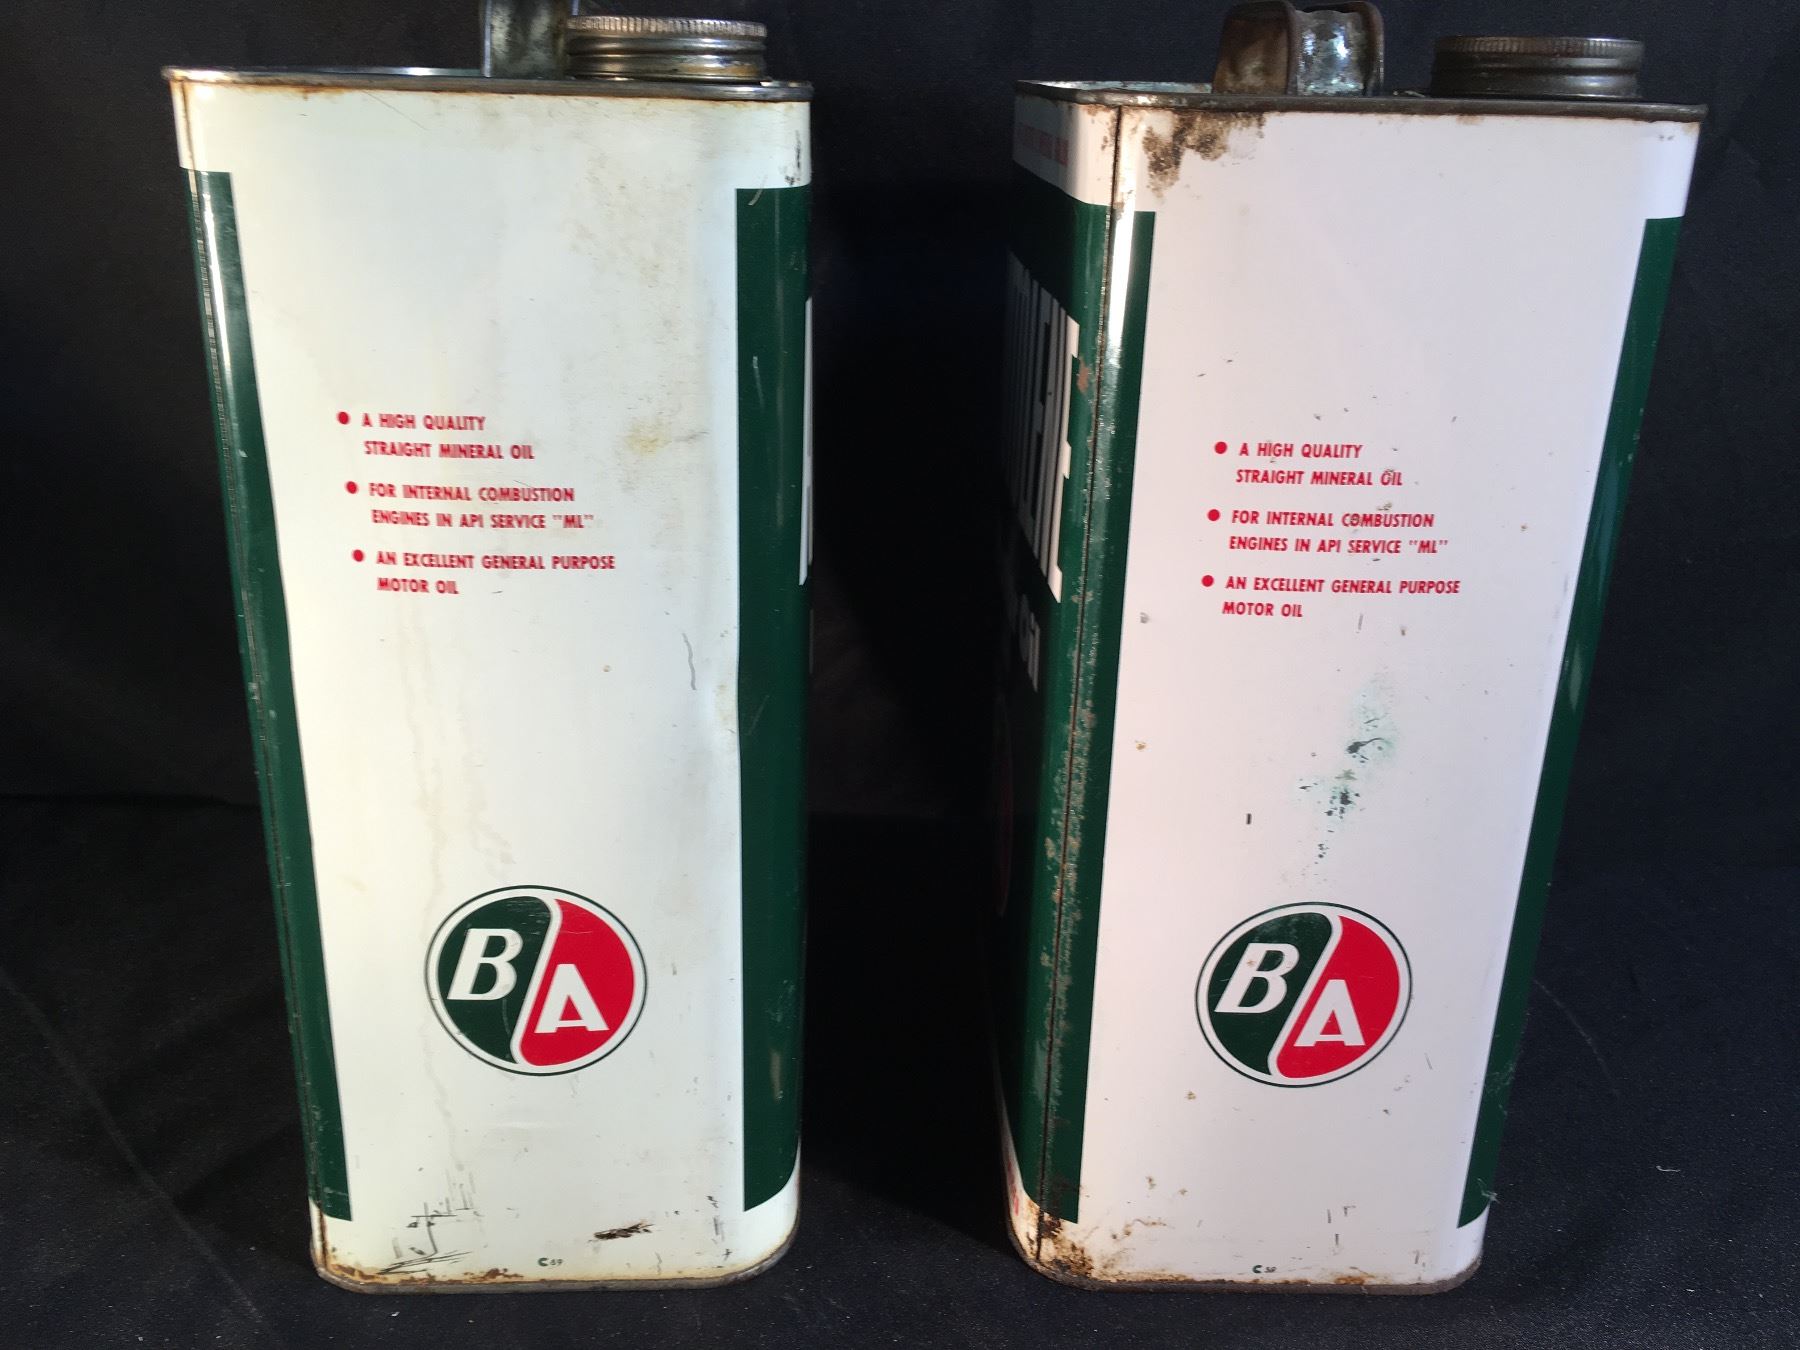 A HIGH QUALITY
STRAIGHT MINERAL OIL
FOR INTERNAL COMBUSTION
ENGINES IN API SERVICE "ML"
AN EXCELLENT GENERAL PURPOSE
MOTOR OIL
B A
C 59
A HIGH QUALITY
STRAIGHT MINERAL OIL
FOR INTERNAL COMBUSTION
ENGINES IN API SERVICE "ML"
AN EXCELLENT GENERAL PURPOSE
MOTOR OIL
B A
C